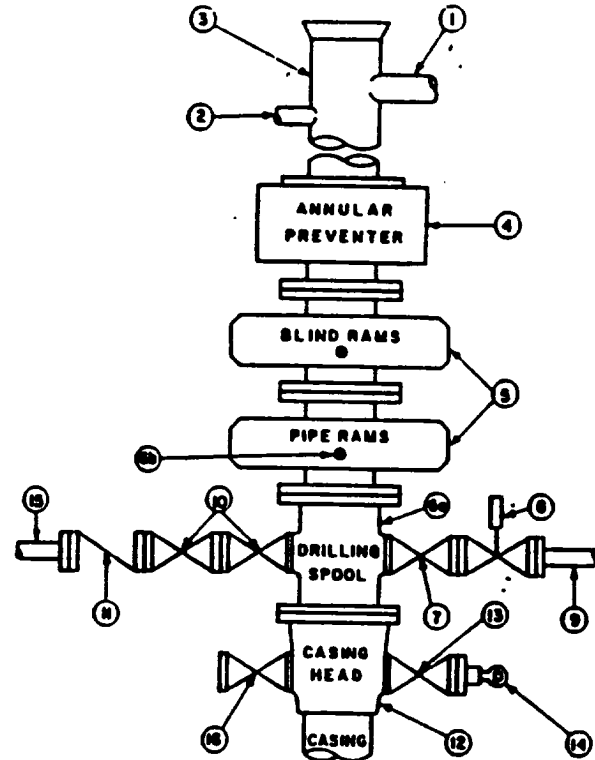 3
1
2
ANNULAR
PREVENTER
4
BLIND RAMS
5
PIPE RAMS
6a
8
15
10
DRILLING
SPOOL
11
7
9
13
CASING
HEAD
16
12
14
CASING